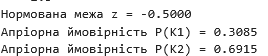 Нормована межа z = -0.5000
Апріорна ймовірність P(K1) = 0.3085
Апріорна ймовірність P(K2) = 0.6915